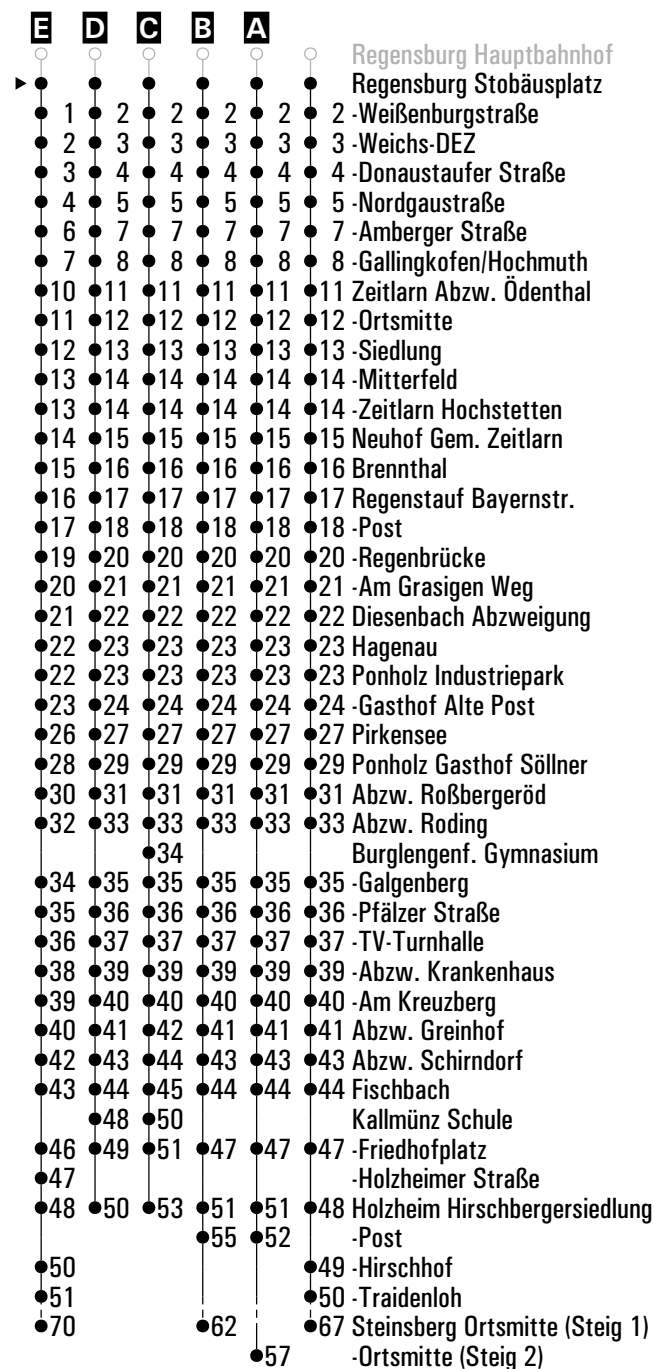 E D C B A
Regensburg Hauptbahnhof
Regensburg Stobäusplatz
1 2 2 2 2 2 -Weißenburgstraße
2 3 3 3 3 3 -Weichs-DEZ
3 4 4 4 4 4 -Donaustaufer Straße
4 5 5 5 5 5 -Nordgaustraße
6 7 7 7 7 7 -Amberger Straße
7 8 8 8 8 8 -Gallingkofen/Hochmuth
10 11 11 11 11 11 Zeitlarn Abzw. Ödenthal
11 12 12 12 12 12 -Ortsmitte
12 13 13 13 13 13 -Siedlung
13 14 14 14 14 14 -Mitterfeld
13 14 14 14 14 14 -Zeitlarn Hochstetten
14 15 15 15 15 15 Neuhof Gem. Zeitlarn
15 16 16 16 16 16 Brennthal
16 17 17 17 17 17 Regenstauf Bayernstr.
17 18 18 18 18 18 -Post
19 20 20 20 20 20 -Regenbrücke
20 21 21 21 21 21 -Am Grasigen Weg
21 22 22 22 22 22 Diesenbach Abzweigung
22 23 23 23 23 23 Hagenau
22 23 23 23 23 23 Ponholz Industriepark
23 24 24 24 24 24 -Gasthof Alte Post
26 27 27 27 27 27 Pirkensee
28 29 29 29 29 29 Ponholz Gasthof Söllner
30 31 31 31 31 31 Abzw. Roßbergeröd
32 33 33 33 33 33 Abzw. Roding
34 Burglengenf. Gymnasium
34 35 35 35 35 35 -Galgenberg
35 36 36 36 36 36 -Pfälzer Straße
36 37 37 37 37 37 -TV-Turnhalle
38 39 39 39 39 39 -Abzw. Krankenhaus
39 40 40 40 40 40 -Am Kreuzberg
40 41 42 41 41 41 Abzw. Greinhof
42 43 44 43 43 43 Abzw. Schirndorf
43 44 45 44 44 44 Fischbach
48 50 Kallmünz Schule
46 49 51 47 47 47 -Friedhofplatz
47 -Holzheimer Straße
48 50 53 51 51 48 Holzheim Hirschbergersiedlung
55 52 -Post
50 49 -Hirschhof
51 50 -Traidenloh
70 62 67 Steinsberg Ortsmitte (Steig 1)
57 -Ortsmitte (Steig 2)